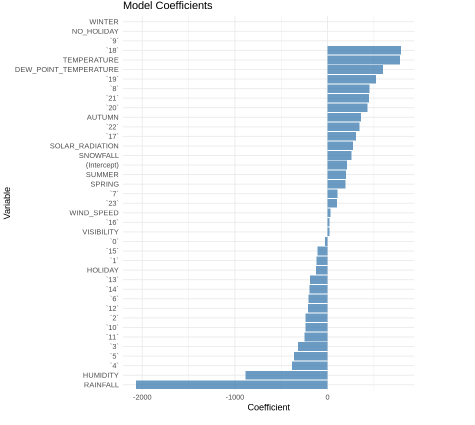 Model Coefficients
Variable
WINTER
NO_HOLIDAY
`9`
`18`
TEMPERATURE
DEW_POINT_TEMPERATURE
`19`
`8`
`21`
`20`
AUTUMN
`22`
`17`
SOLAR_RADIATION
SNOWFALL
(Intercept)
SUMMER
SPRING
`7`
`23`
WIND_SPEED
`16`
VISIBILITY
`0`
`15`
`1`
HOLIDAY
`13`
`14`
`6`
`12`
`2`
`10`
`11`
`3`
`5`
`4`
HUMIDITY
RAINFALL
-2000 -1000 0
Coefficient